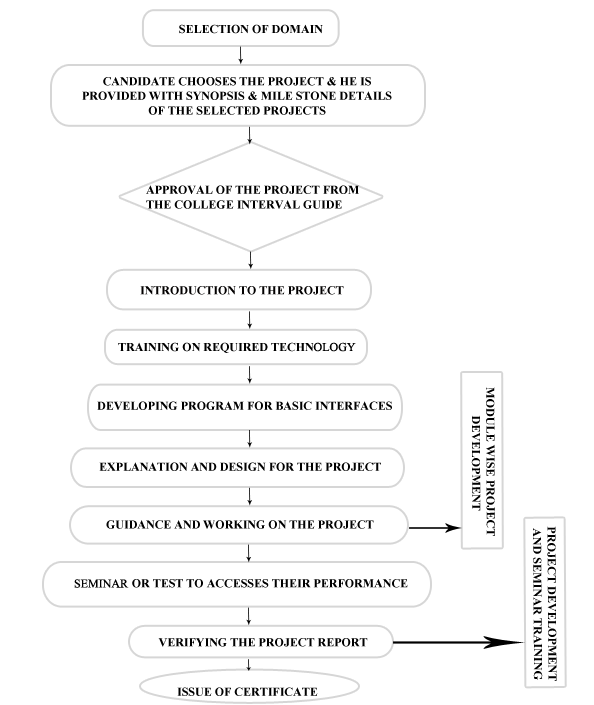 SELECTION OF DOMAIN
CANDIDATE CHOOSES THE PROJECT & HE IS
PROVIDED WITH SYNOPSIS & MILE STONE DETAILS
OF THE SELECTED PROJECTS
APPROVAL OF THE PROJECT FROM
THE COLLEGE INTERVAL GUIDE
INTRODUCTION TO THE PROJECT
TRAINING ON REQUIRED TECHNOLOGY
DEVELOPING PROGRAM FOR BASIC INTERFACES
EXPLANATION AND DESIGN FOR THE PROJECT
GUIDANCE AND WORKING ON THE PROJECT
MODULE WISE PROJECT
DEVELOPMENT
SEMINAR OR TEST TO ACCESSES THEIR PERFORMANCE
VERIFYING THE PROJECT REPORT
PROJECT DEVELOPMENT
AND SEMINAR TRAINING
ISSUE OF CERTIFICATE